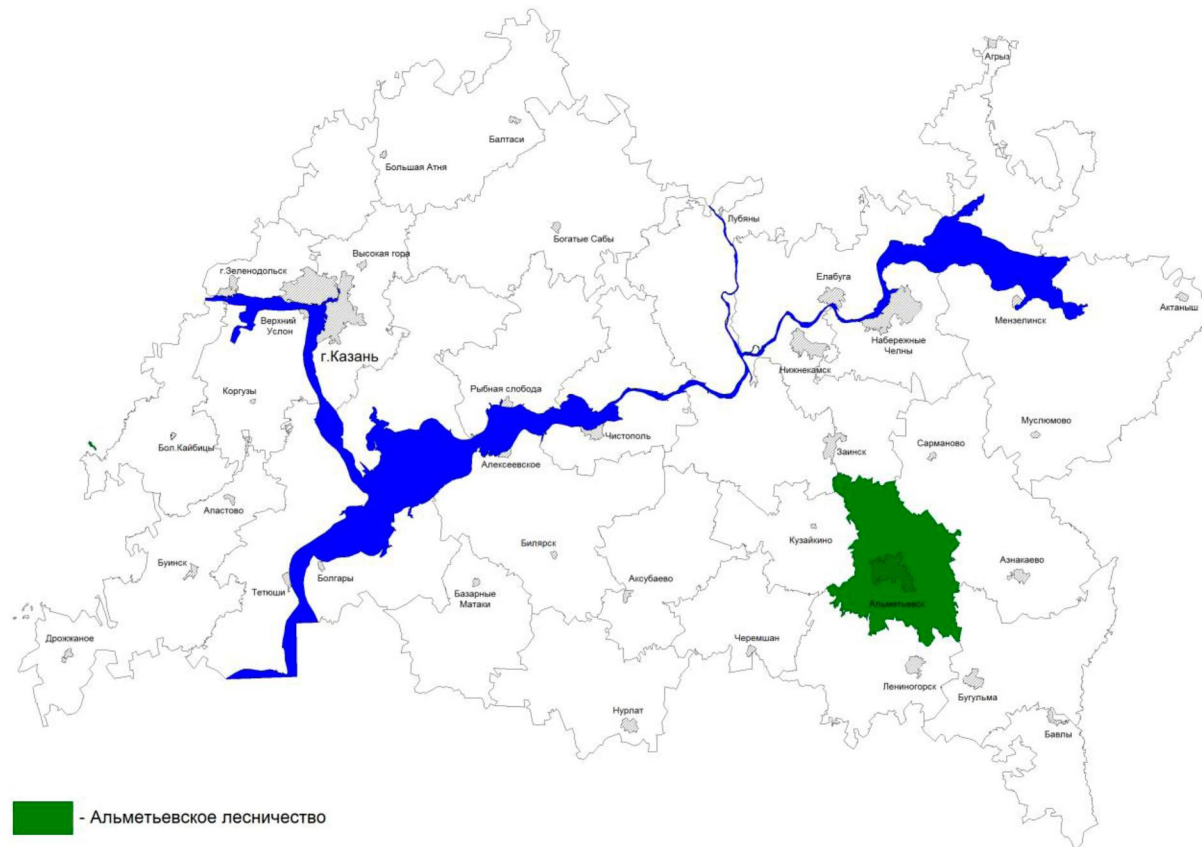 Агрыз
Балтаси
Большая Атня
Лубяны
Богатые Сабы
Высокая гора
г.Зеленодольск
Елабуга
Актаныш
Мензелинск
Верхний
Услон
Набережные
Челны
г.Казань
Нижнекамск
Коргузы
Рыбная слобода
Муслюмово
Чистополь
Бол.Кайбицы
Сарманово
Заинск
Алексеевское
Апастово
Кузайкино
Билярск
Буинск
Азнакаево
Болгары
Аксубаево
Тетюши
Базарные
Матаки
Альметьевск
Дрожжаное
Черемшан
Лениногорск
Бугульма
Нурлат
Бавлы
- Альметьевское лесничество